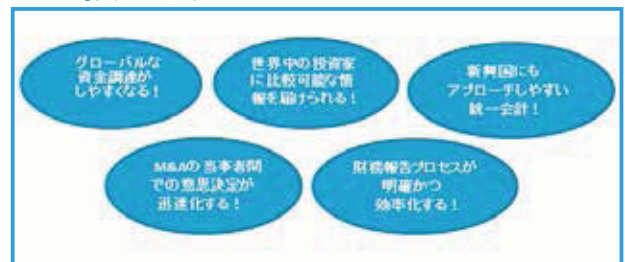 グローバルな
資金調達が
しやすくなる！
世界中の投資家
に比較可能な情
報を届けられる！
新興国にも
アプローチしやすい
統一会計！
M&Aの当事者間
での意思決定が
迅速化する！
財務報告プロセスが
明確かつ
効率化する！